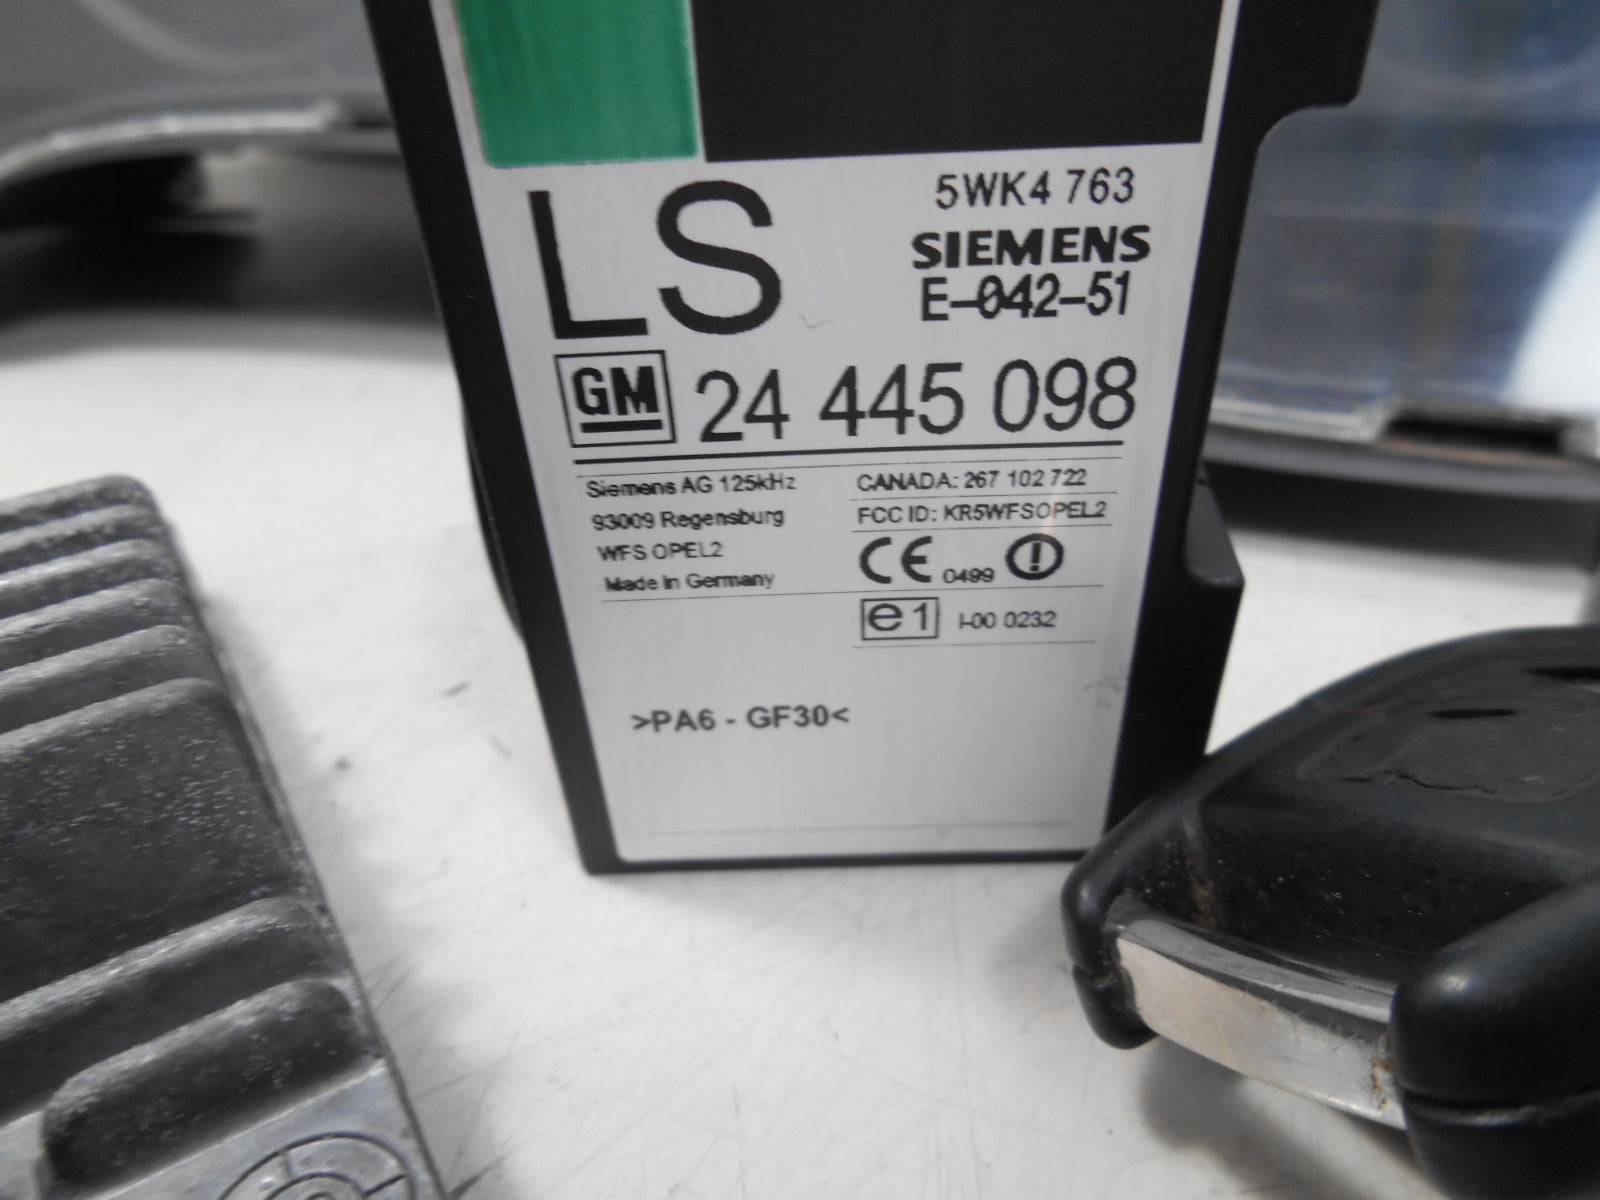 LS
5WK4 763
SIEMENS
E-042-51
GM 24 445 098
Siemens AG 125kHz
93009 Regensburg
WFS OPEL2
Made in Germany
CANADA: 267 102 722
FCC ID: KR5WFSOPEL2
CE 0499
e1 I-00 0232
>PA6 - GF30<